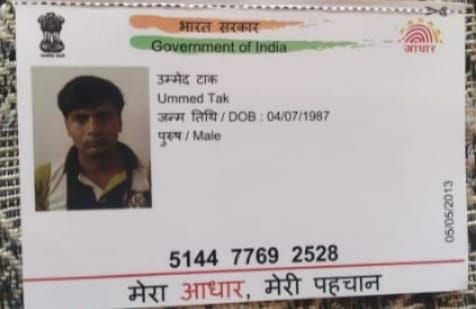 भारत सरकार
Government of India
आधार
उम्मेद टाक
Ummed Tak
जन्म तिथि / DOB : 04/07/1987
पुरुष / Male
05/05/2013
5144 7769 2528
मेरा आधार, मेरी पहचान